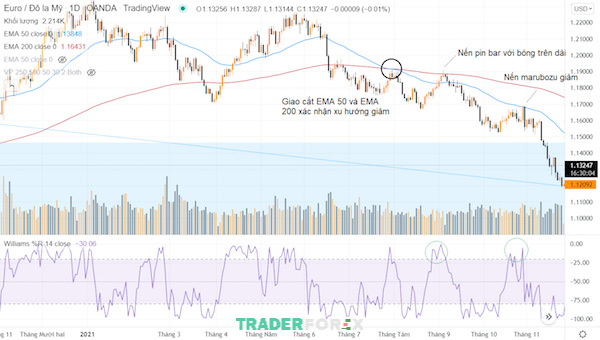 Euro / Đô la Mỹ · 1D · OANDA · TradingView
O1.13256 H1.13287 L1.13144 C1.13247 −0.00009 (−0.01%)
USD
Khối lượng 2.214K
EMA 50 close 0 1.13848
EMA 200 close 0 1.16431
1.22000
1.21000
1.20000
1.19000
1.18000
1.17000
1.16000
1.15000
1.14000
1.13247
16:30:04
1.12092
1.11000
1.10000
Nến pin bar với bóng trên dài
Nến marubozu giảm
Giao cắt EMA 50 và EMA
200 xác nhận xu hướng giảm
Williams %R 14 close −30.06
0.00
-25.00
-50.00
-75.00
-100.00
TRADERFOREX
ng 11
Tháng Mười hai
2021
Tháng 3
Tháng 4
Tháng Năm
Tháng 6
Tháng 7
Tháng Tám
Tháng 9
Tháng 10
Tháng 11